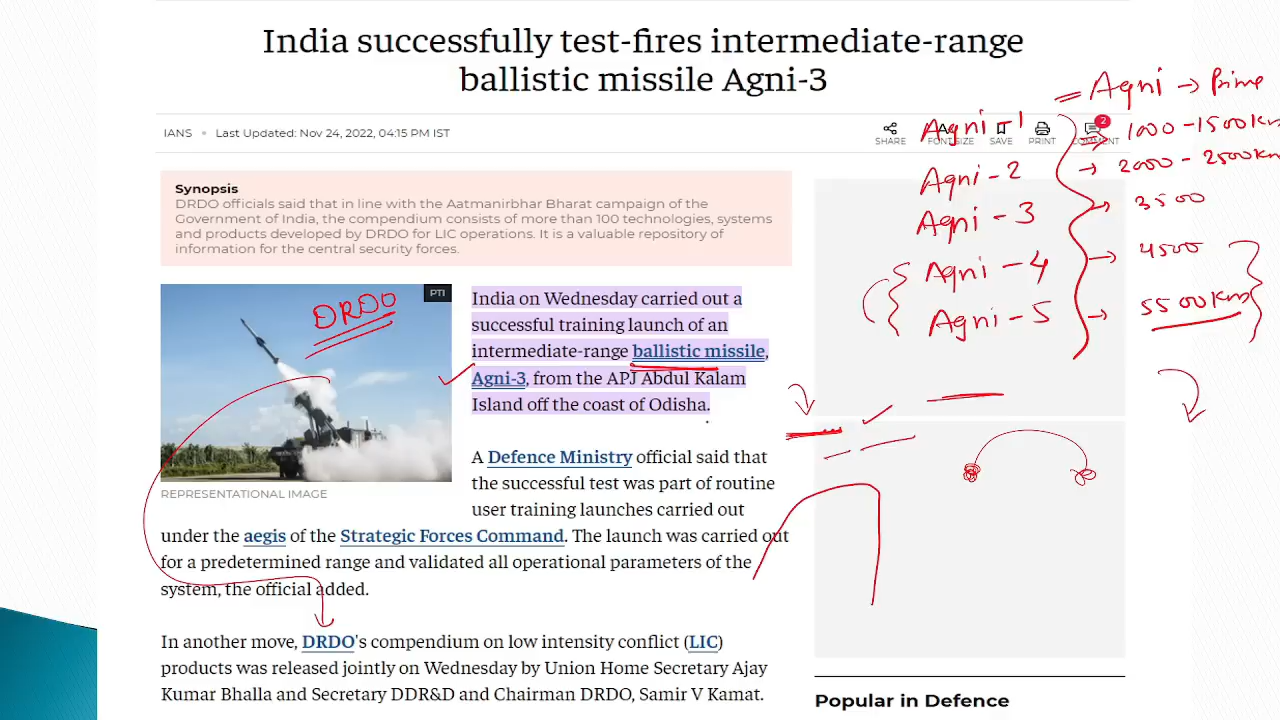 India successfully test-fires intermediate-range
ballistic missile Agni-3
IANS • Last Updated: Nov 24, 2022, 04:15 PM IST
SHARE
FONT SIZE
SAVE
PRINT
2
COMMENT
Synopsis
DRDO officials said that in line with the Aatmanirbhar Bharat campaign of the
Government of India, the compendium consists of more than 100 technologies, systems
and products developed by DRDO for LIC operations. It is a valuable repository of
information for the central security forces.
PTI
DRDO
REPRESENTATIONAL IMAGE
India on Wednesday carried out a
successful training launch of an
intermediate-range ballistic missile,
Agni-3, from the APJ Abdul Kalam
Island off the coast of Odisha.
A Defence Ministry official said that
the successful test was part of routine
user training launches carried out
under the aegis of the Strategic Forces Command. The launch was carried out
for a predetermined range and validated all operational parameters of the
system, the official added.
In another move, DRDO's compendium on low intensity conflict (LIC)
products was released jointly on Wednesday by Union Home Secretary Ajay
Kumar Bhalla and Secretary DDR&D and Chairman DRDO, Samir V Kamat.
= Agni → Prime
Agni - 1 → 1000 - 1500 km
Agni - 2 → 2000 - 2500 km
Agni - 3 → 3500
Agni - 4 → 4500
Agni - 5 → 5500 km
Popular in Defence